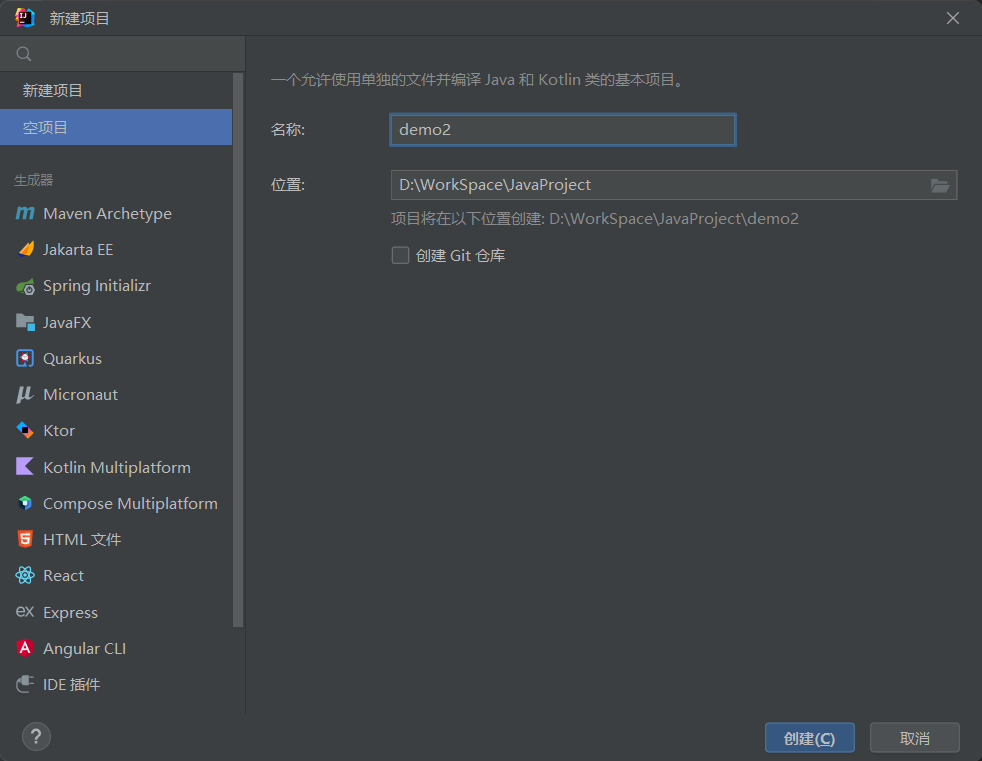 新建项目
新建项目
空项目
生成器
Maven Archetype
Jakarta EE
Spring Initializr
JavaFX
Quarkus
Micronaut
Ktor
Kotlin Multiplatform
Compose Multiplatform
HTML 文件
React
Express
Angular CLI
IDE 插件
一个允许使用单独的文件并编译 Java 和 Kotlin 类的基本项目。
名称: demo2
位置: D:\WorkSpace\JavaProject
项目将在以下位置创建: D:\WorkSpace\JavaProject\demo2
创建 Git 仓库
? 创建(C) 取消